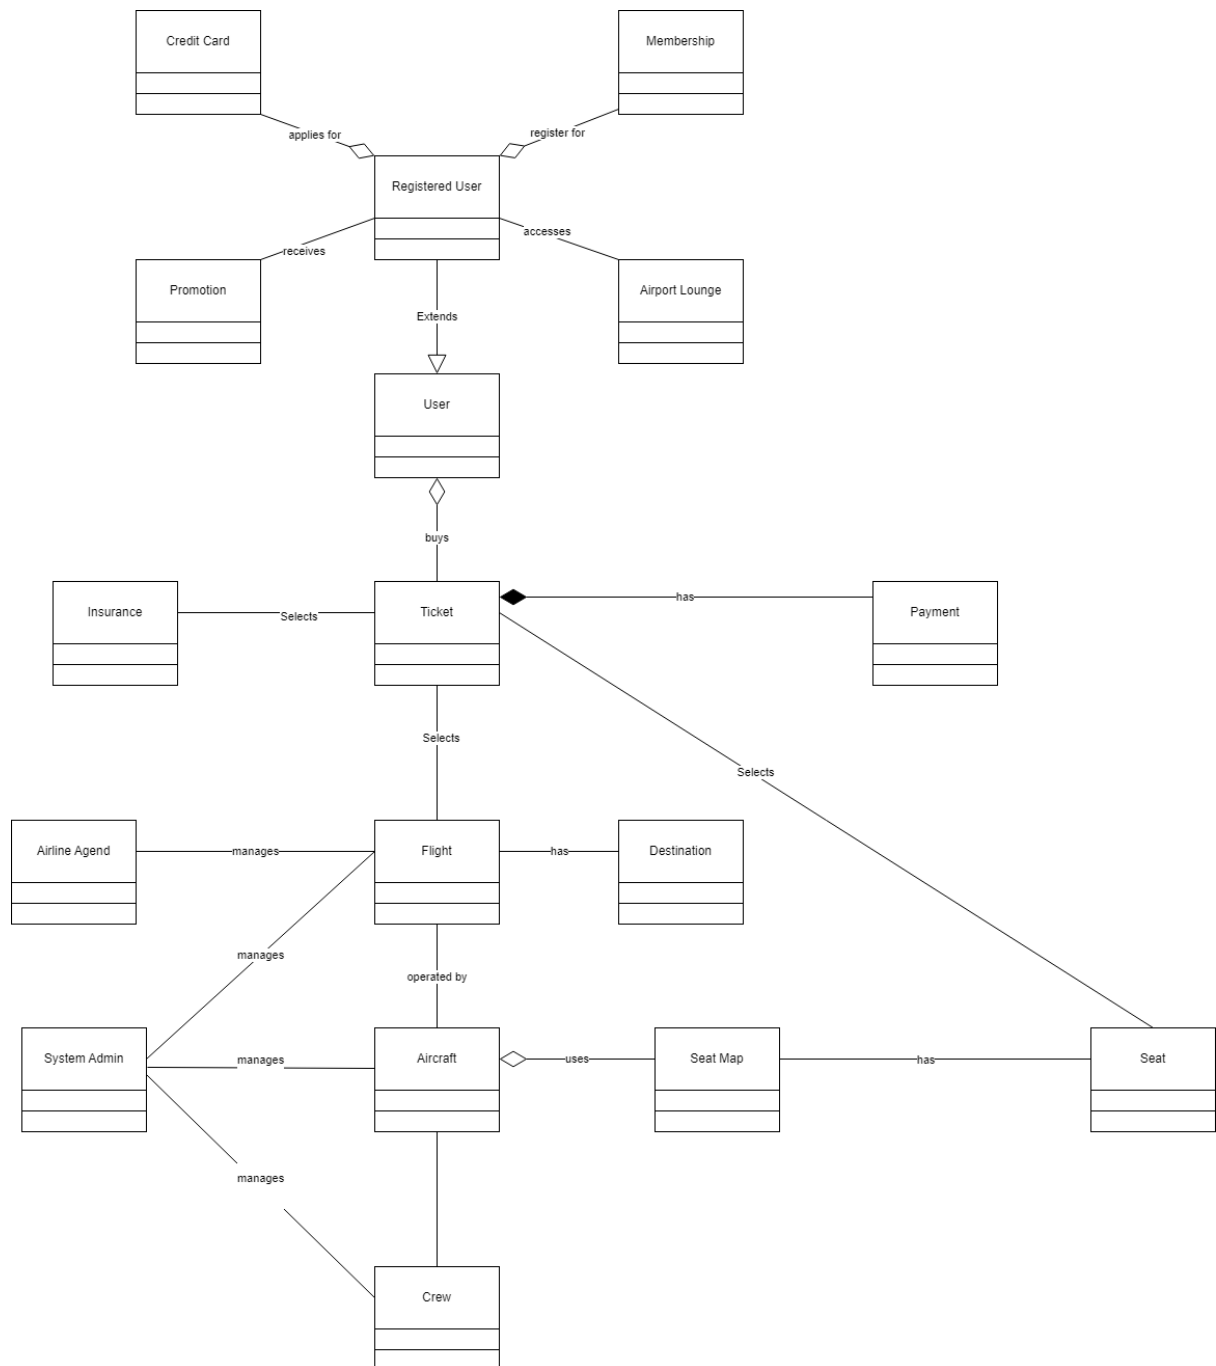 Credit Card
Membership
applies for
register for
Registered User
receives
accesses
Promotion
Airport Lounge
Extends
User
buys
Insurance
Selects
Ticket
has
Payment
Selects
Selects
Airline Agend
manages
Flight
has
Destination
manages
operated by
System Admin
manages
Aircraft
uses
Seat Map
has
Seat
manages
Crew